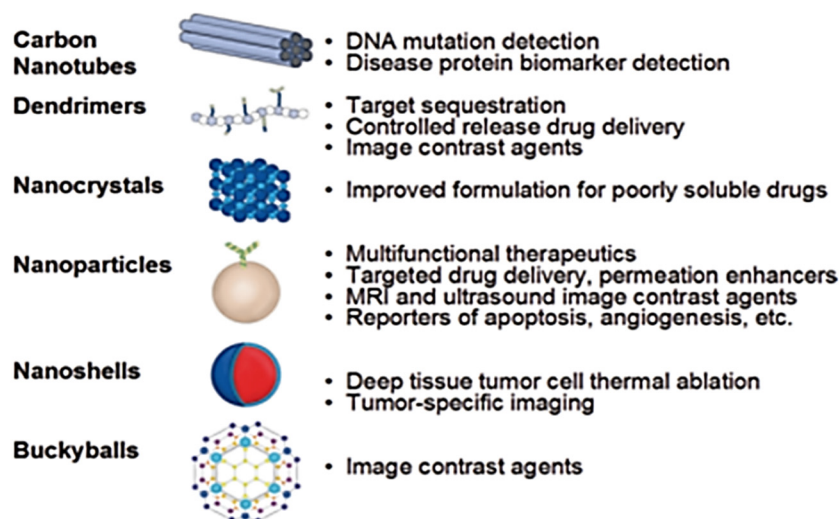 Carbon
Nanotubes
• DNA mutation detection
• Disease protein biomarker detection
Dendrimers
• Target sequestration
• Controlled release drug delivery
• Image contrast agents
Nanocrystals
• Improved formulation for poorly soluble drugs
Nanoparticles
• Multifunctional therapeutics
• Targeted drug delivery, permeation enhancers
• MRI and ultrasound image contrast agents
• Reporters of apoptosis, angiogenesis, etc.
Nanoshells
• Deep tissue tumor cell thermal ablation
• Tumor-specific imaging
Buckyballs
• Image contrast agents